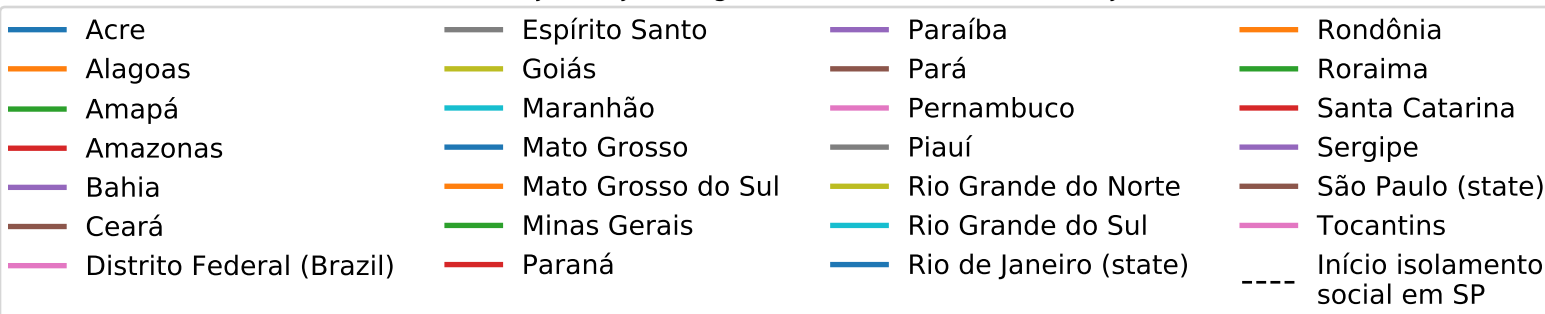 Acre
Alagoas
Amapá
Amazonas
Bahia
Ceará
Distrito Federal (Brazil)
Espírito Santo
Goiás
Maranhão
Mato Grosso
Mato Grosso do Sul
Minas Gerais
Paraná
Paraíba
Pará
Pernambuco
Piauí
Rio Grande do Norte
Rio Grande do Sul
Rio de Janeiro (state)
Rondônia
Roraima
Santa Catarina
Sergipe
São Paulo (state)
Tocantins
Início isolamento
social em SP